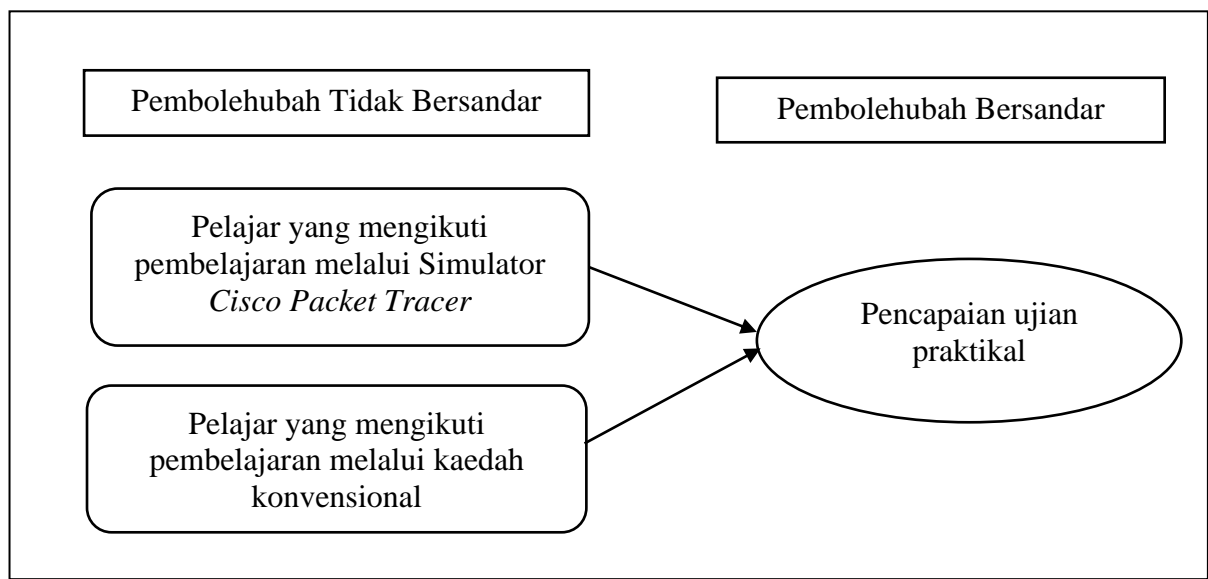 Pembolehubah Tidak Bersandar
Pembolehubah Bersandar
Pelajar yang mengikuti
pembelajaran melalui Simulator
Cisco Packet Tracer
Pelajar yang mengikuti
pembelajaran melalui kaedah
konvensional
Pencapaian ujian
praktikal